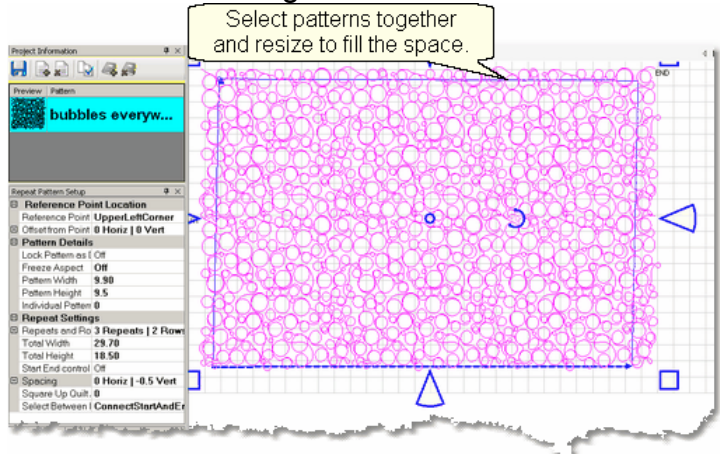 Select patterns together
and resize to fill the space.
Project Information
Preview Pattern
bubbles everyw...
END
Repeat Pattern Setup
Reference Point Location
Reference Point UpperLeftCorner
Offset from Point 0 Horiz | 0 Vert
Pattern Details
Lock Pattern as I Off
Freeze Aspect Off
Pattern Width 9.90
Pattern Height 9.5
Individual Pattern 0
Repeat Settings
Repeats and Ro 3 Repeats | 2 Rows
Total Width 29.70
Total Height 18.50
Start End control Off
Spacing 0 Horiz | -0.5 Vert
Square Up Quilt. 0
Select Between I ConnectStartAndEr